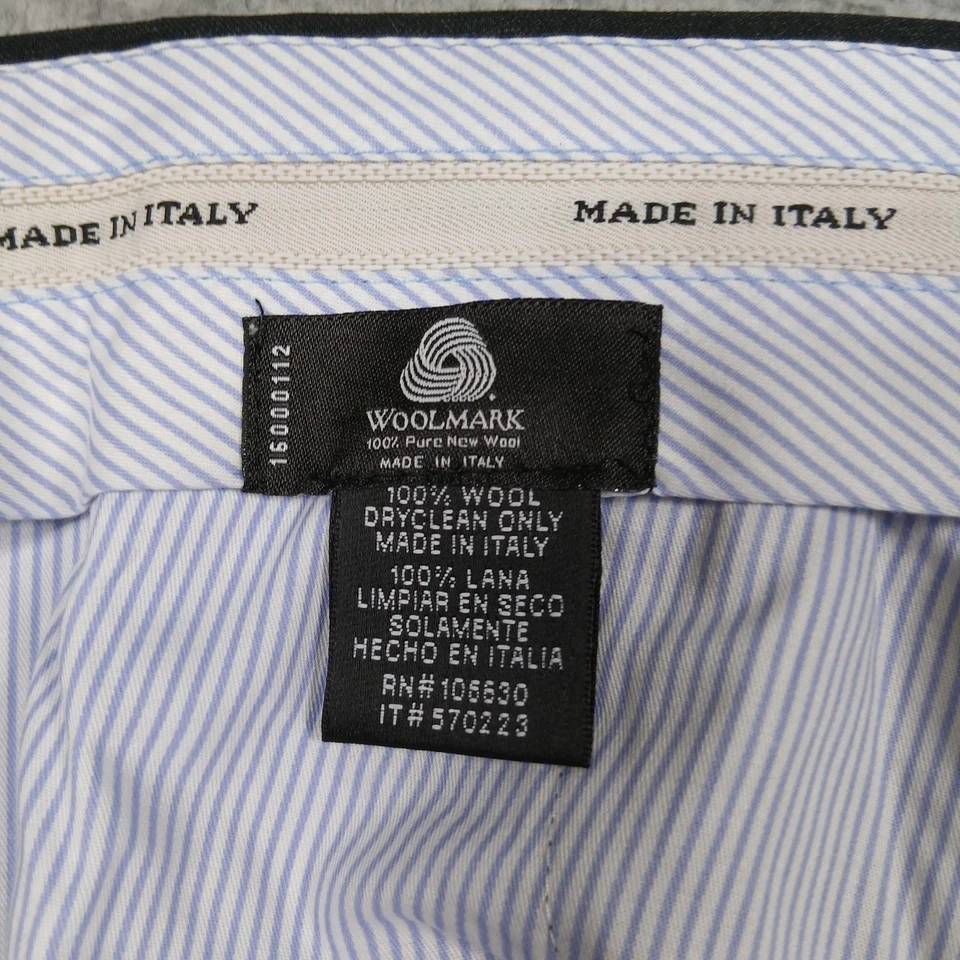 MADE IN ITALY
MADE IN ITALY
16000112
WOOLMARK
100% Pure New Wool
MADE IN ITALY
100% WOOL
DRYCLEAN ONLY
MADE IN ITALY
100% LANA
LIMPIAR EN SECO
SOLAMENTE
HECHO EN ITALIA
RN# 106630
IT# 570223